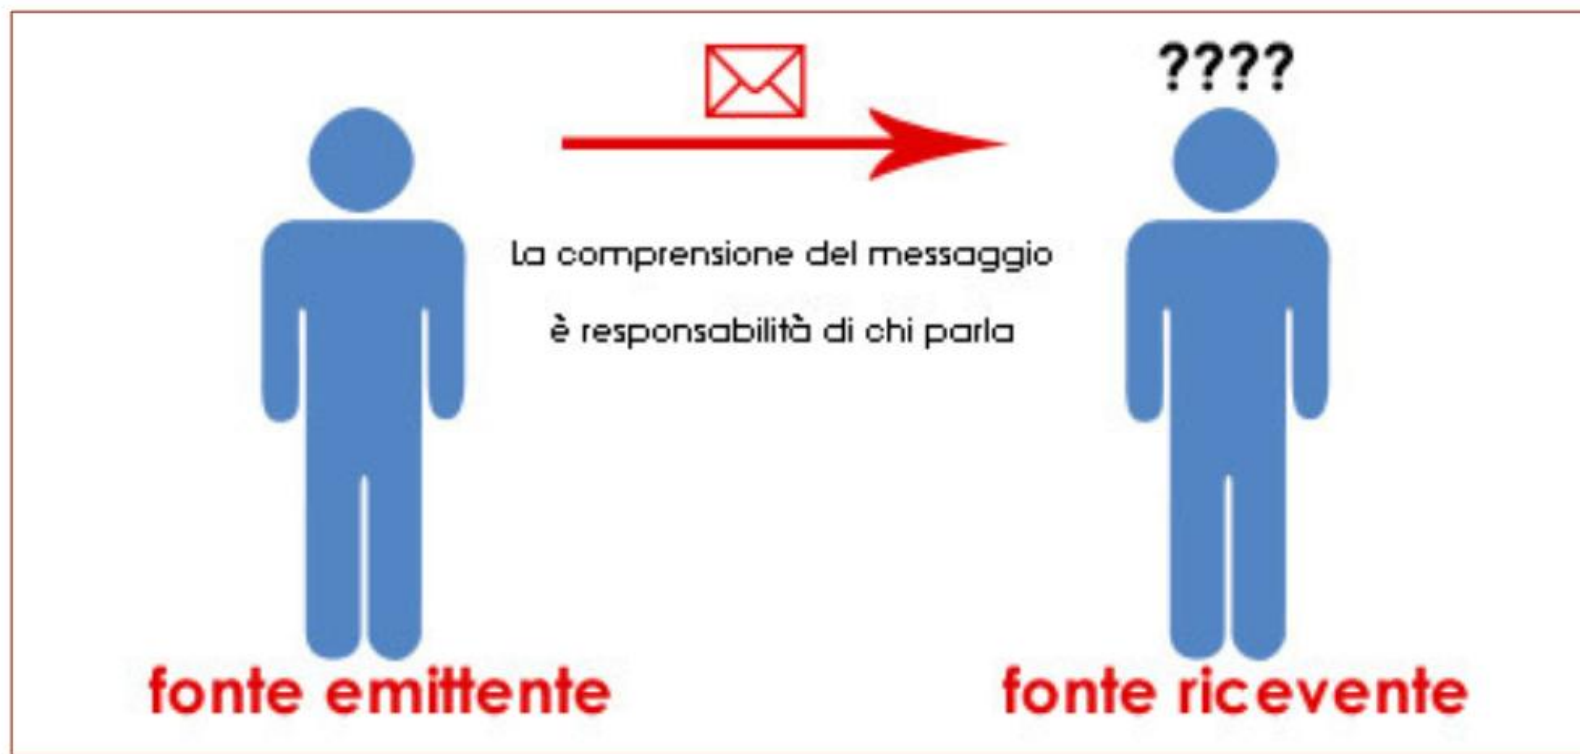 ????
La comprensione del messaggio
è responsabilità di chi parla
fonte emittente
fonte ricevente